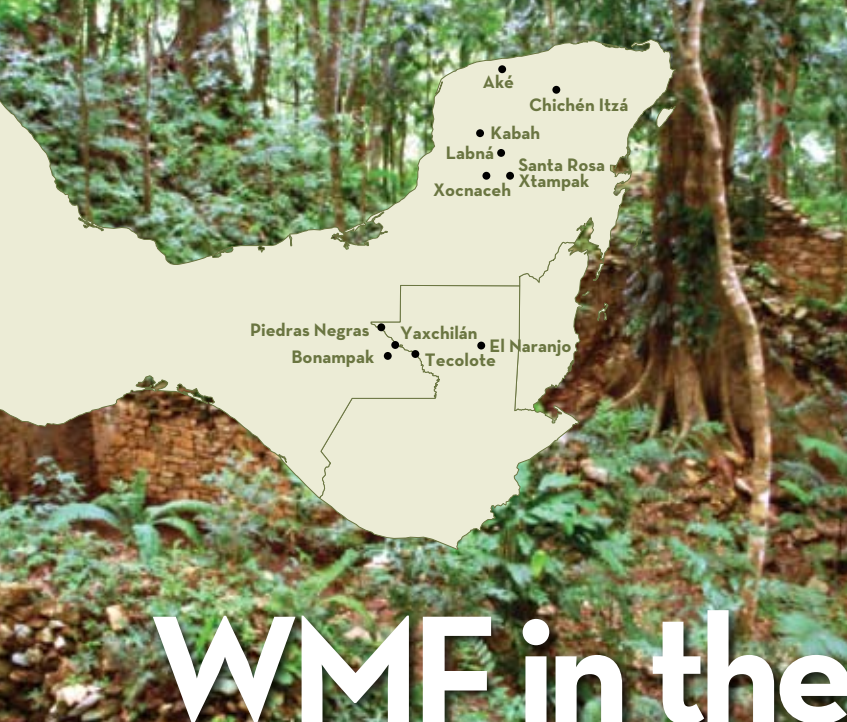 Aké
Chichén Itzá
Kabah
Labná
Santa Rosa
Xtampak
Xocnaceh
Piedras Negras
Yaxchilán
El Naranjo
Bonampak
Tecolote
WMF in the